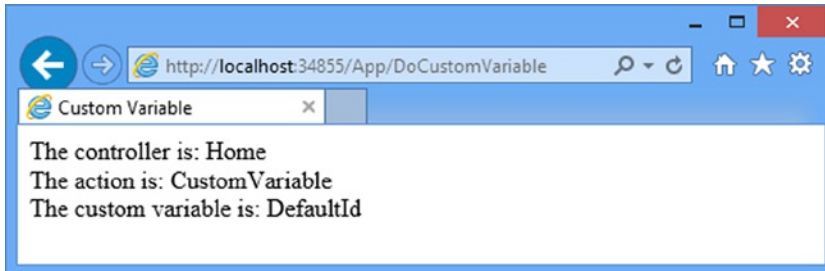 http://localhost:34855/App/DoCustomVariable
Custom Variable
The controller is: Home
The action is: CustomVariable
The custom variable is: DefaultId